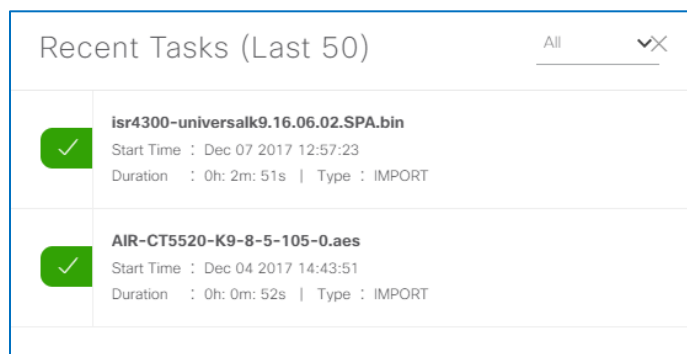 Recent Tasks (Last 50)
All
isr4300-universalk9.16.06.02.SPA.bin
Start Time : Dec 07 2017 12:57:23
Duration : 0h: 2m: 51s | Type : IMPORT
AIR-CT5520-K9-8-5-105-0.aes
Start Time : Dec 04 2017 14:43:51
Duration : 0h: 0m: 52s | Type : IMPORT